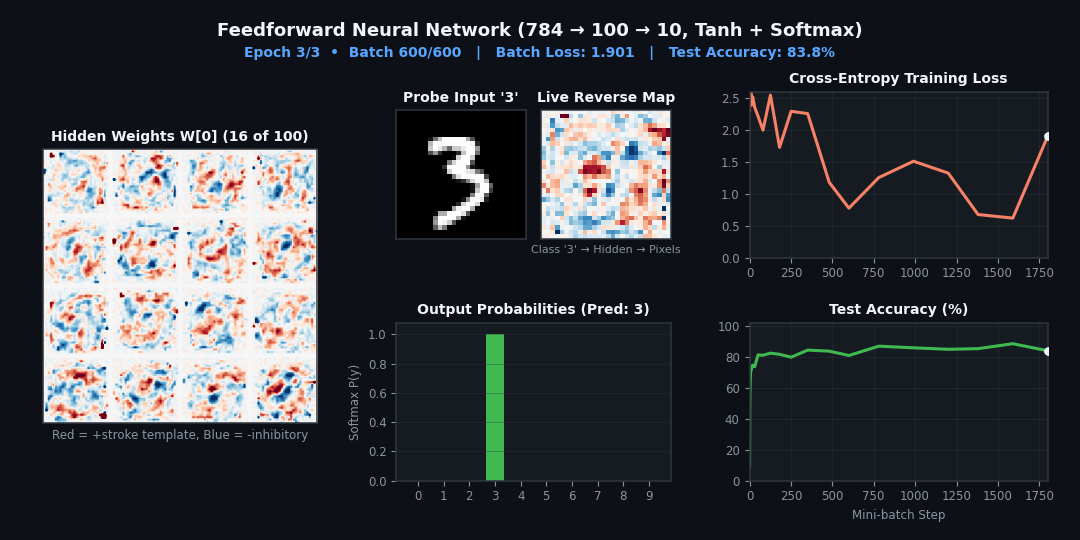 Feedforward Neural Network (784 → 100 → 10, Tanh + Softmax)
Epoch 3/3 • Batch 600/600 | Batch Loss: 1.901 | Test Accuracy: 83.8%
Hidden Weights W[0] (16 of 100)
Red = +stroke template, Blue = -inhibitory
Probe Input '3'
Live Reverse Map
Class '3' → Hidden → Pixels
Cross-Entropy Training Loss
2.5
2.0
1.5
1.0
0.5
0.0
0 250 500 750 1000 1250 1500 1750
Output Probabilities (Pred: 3)
Softmax P(y)
1.0
0.8
0.6
0.4
0.2
0.0
0 1 2 3 4 5 6 7 8 9
Test Accuracy (%)
100
80
60
40
20
0
0 250 500 750 1000 1250 1500 1750
Mini-batch Step